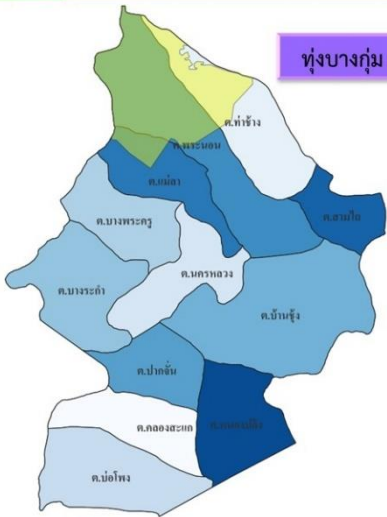 ทุ่งบางกุ่ม
ต.ท่าช้าง
ต.พระนอน
ต.แม่ลา
ต.สามไถ
ต.บางพระครู
ต.นครหลวง
ต.บางระกำ
ต.บ้านชุ้ง
ต.ปากจั่น
ต.คลองสะแก
ต.บ่อโพง